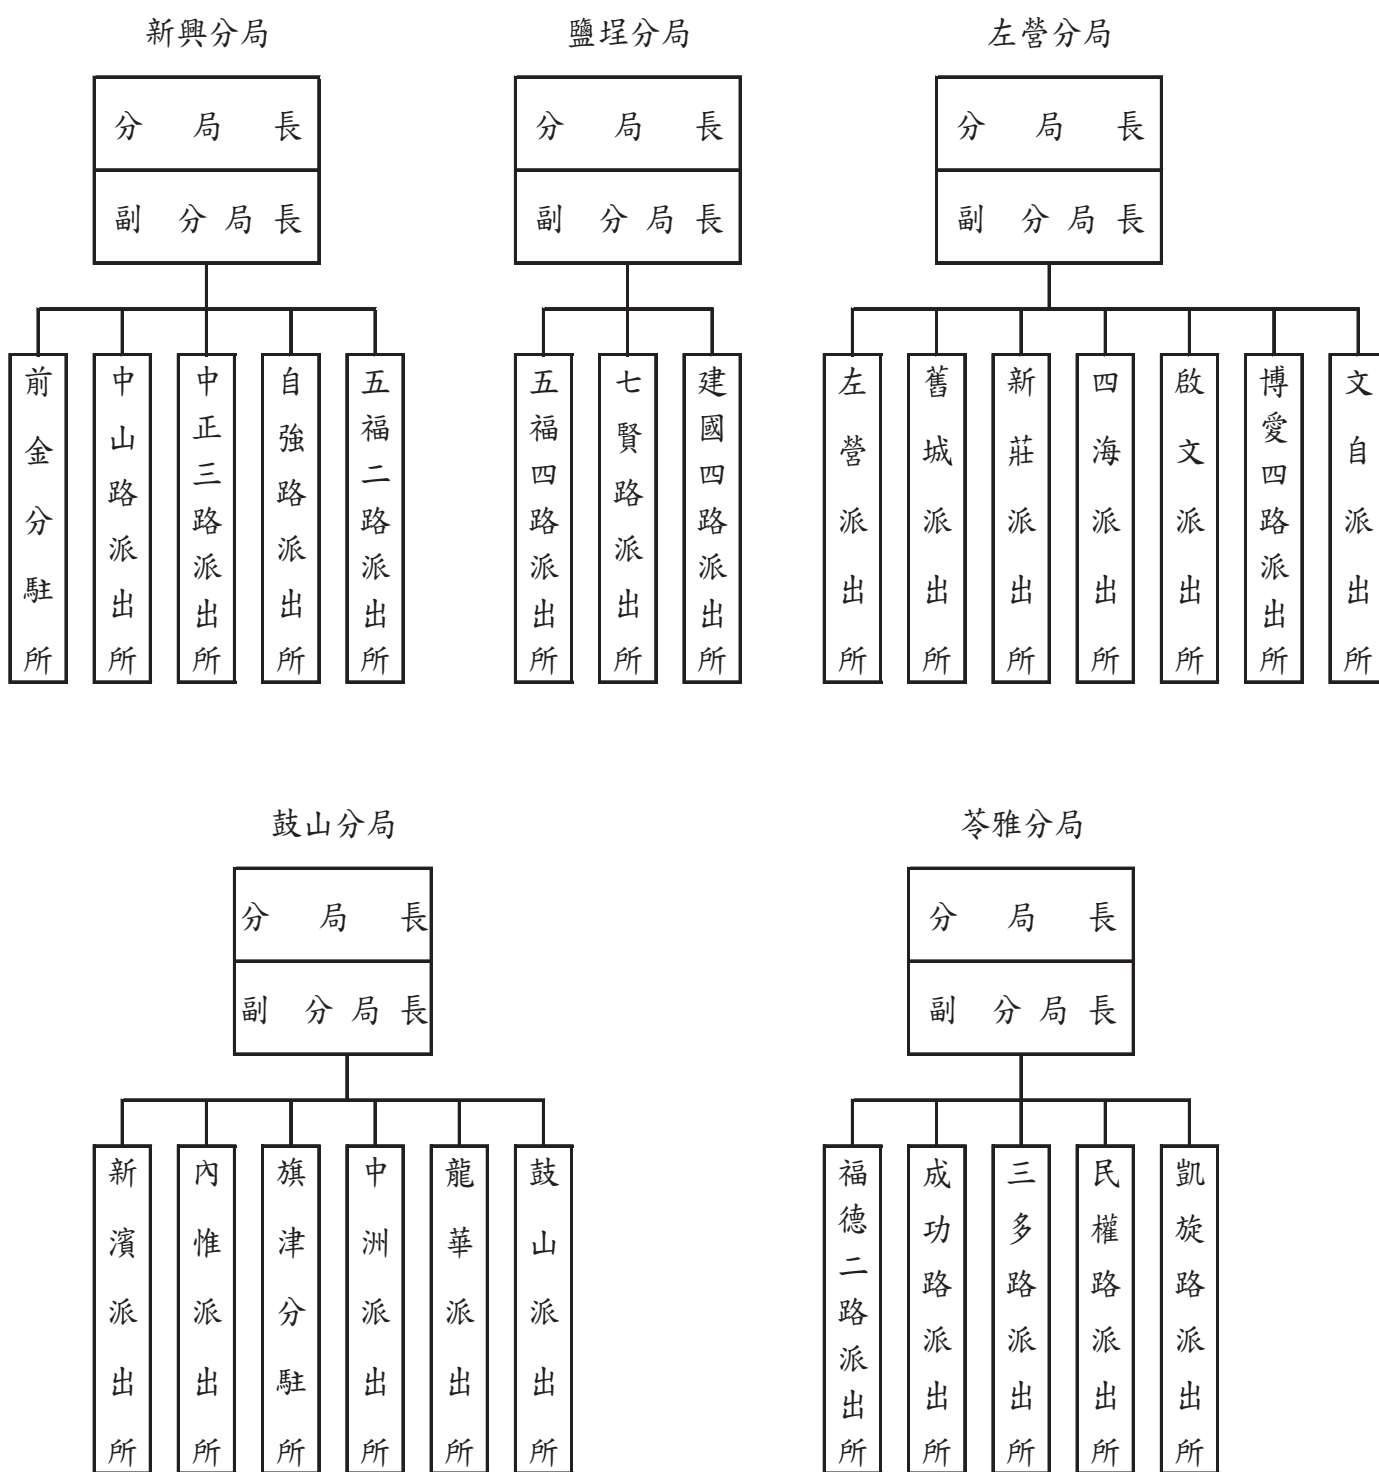 新興分局
分局長
副分局長
前金分駐所
中山路派出所
中正三路派出所
自強路派出所
五福二路派出所
鹽埕分局
分局長
副分局長
五福四路派出所
七賢路派出所
建國四路派出所
左營分局
分局長
副分局長
左營派出所
舊城派出所
新莊派出所
四海派出所
啟文派出所
博愛四路派出所
文自派出所
鼓山分局
分局長
副分局長
新濱派出所
內惟派出所
旗津分駐所
中洲派出所
龍華派出所
鼓山派出所
苓雅分局
分局長
副分局長
福德二路派出所
成功路派出所
三多路派出所
民權路派出所
凱旋路派出所